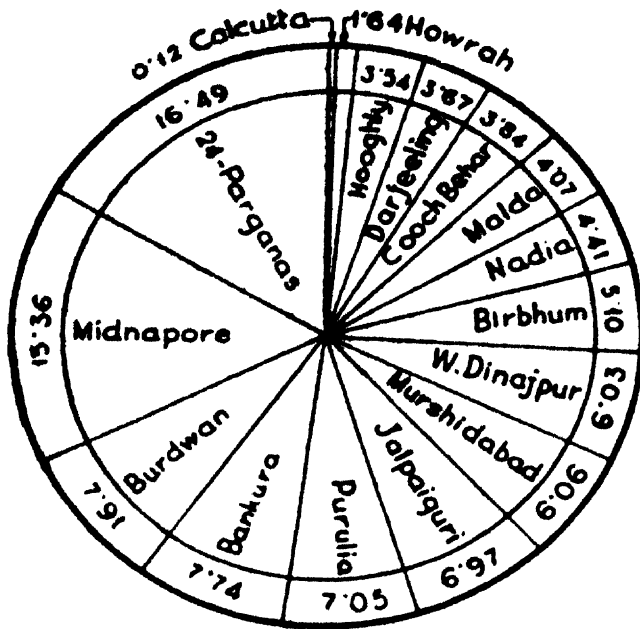 0·12 Calcutta
1·64 Howrah
3·54
Hooghly
3·87
Darjeeling
3·84
Cooch Behar
4·07
Malda
4·41
Nadia
5·10
Birbhum
6·03
W.Dinajpur
6·06
Murshidabad
6·97
Jalpaiguri
7·05
Purulia
7·74
Bankura
7·91
Burdwan
15·36
Midnapore
16·49
24-Parganas